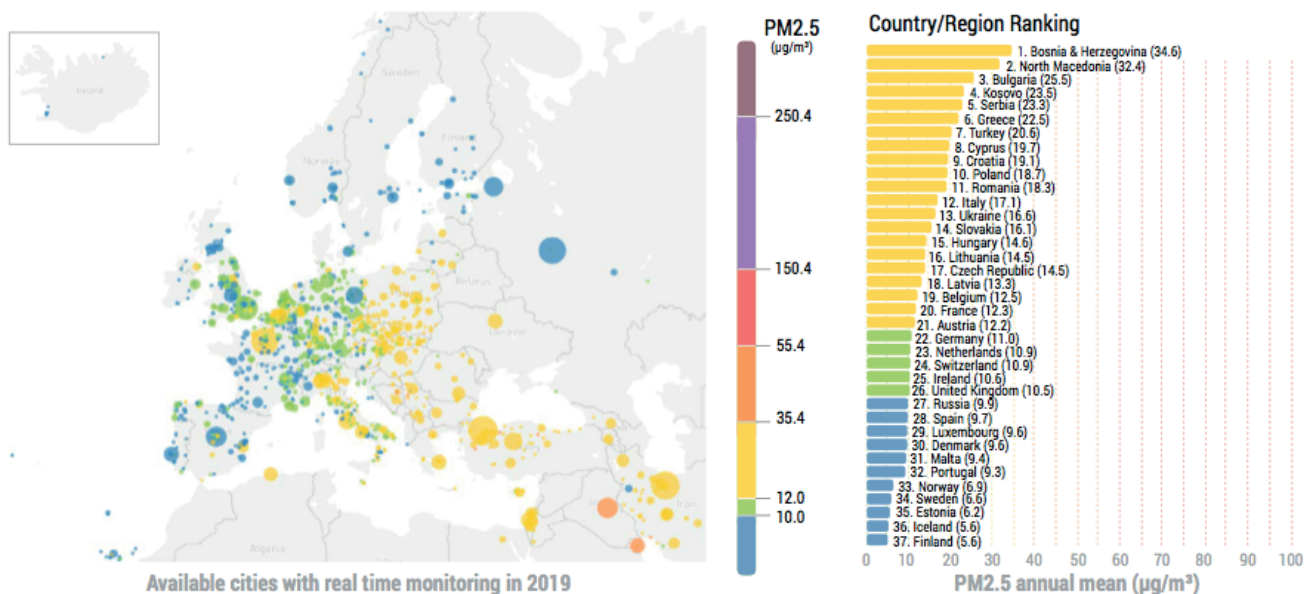 Iceland
Sweden
Finland
Norway
Belarus
Ukraine
Algeria
Iran
Available cities with real time monitoring in 2019
PM2.5
(µg/m³)
250.4
150.4
55.4
35.4
12.0
10.0
Country/Region Ranking
1. Bosnia & Herzegovina (34.6)
2. North Macedonia (32.4)
3. Bulgaria (25.5)
4. Kosovo (23.5)
5. Serbia (23.3)
6. Greece (22.5)
7. Turkey (20.6)
8. Cyprus (19.7)
9. Croatia (19.1)
10. Poland (18.7)
11. Romania (18.3)
12. Italy (17.1)
13. Ukraine (16.6)
14. Slovakia (16.1)
15. Hungary (14.6)
16. Lithuania (14.5)
17. Czech Republic (14.5)
18. Latvia (13.3)
19. Belgium (12.5)
20. France (12.3)
21. Austria (12.2)
22. Germany (11.0)
23. Netherlands (10.9)
24. Switzerland (10.9)
25. Ireland (10.6)
26. United Kingdom (10.5)
27. Russia (9.9)
28. Spain (9.7)
29. Luxembourg (9.6)
30. Denmark (9.6)
31. Malta (9.4)
32. Portugal (9.3)
33. Norway (6.9)
34. Sweden (6.6)
35. Estonia (6.2)
36. Iceland (5.6)
37. Finland (5.6)
0 10 20 30 40 50 60 70 80 90 100
PM2.5 annual mean (µg/m³)